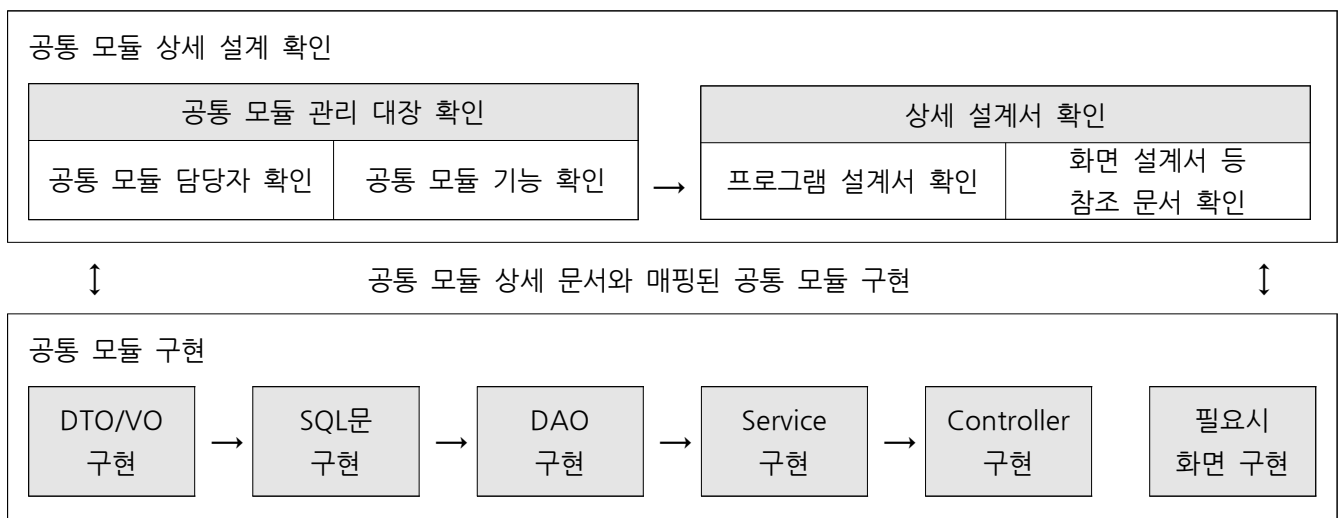 공통 모듈 상세 설계 확인
공통 모듈 관리 대장 확인
공통 모듈 담당자 확인
공통 모듈 기능 확인
→
상세 설계서 확인
프로그램 설계서 확인
화면 설계서 등
참조 문서 확인
↕ 공통 모듈 상세 문서와 매핑된 공통 모듈 구현 ↕
공통 모듈 구현
DTO/VO
구현
→
SQL문
구현
→
DAO
구현
→
Service
구현
→
Controller
구현
필요시
화면 구현